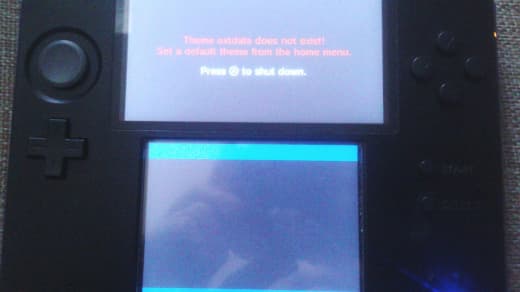 Theme extdata does not exist!
Set a default theme from the home menu.
Press Ⓐ to shut down.